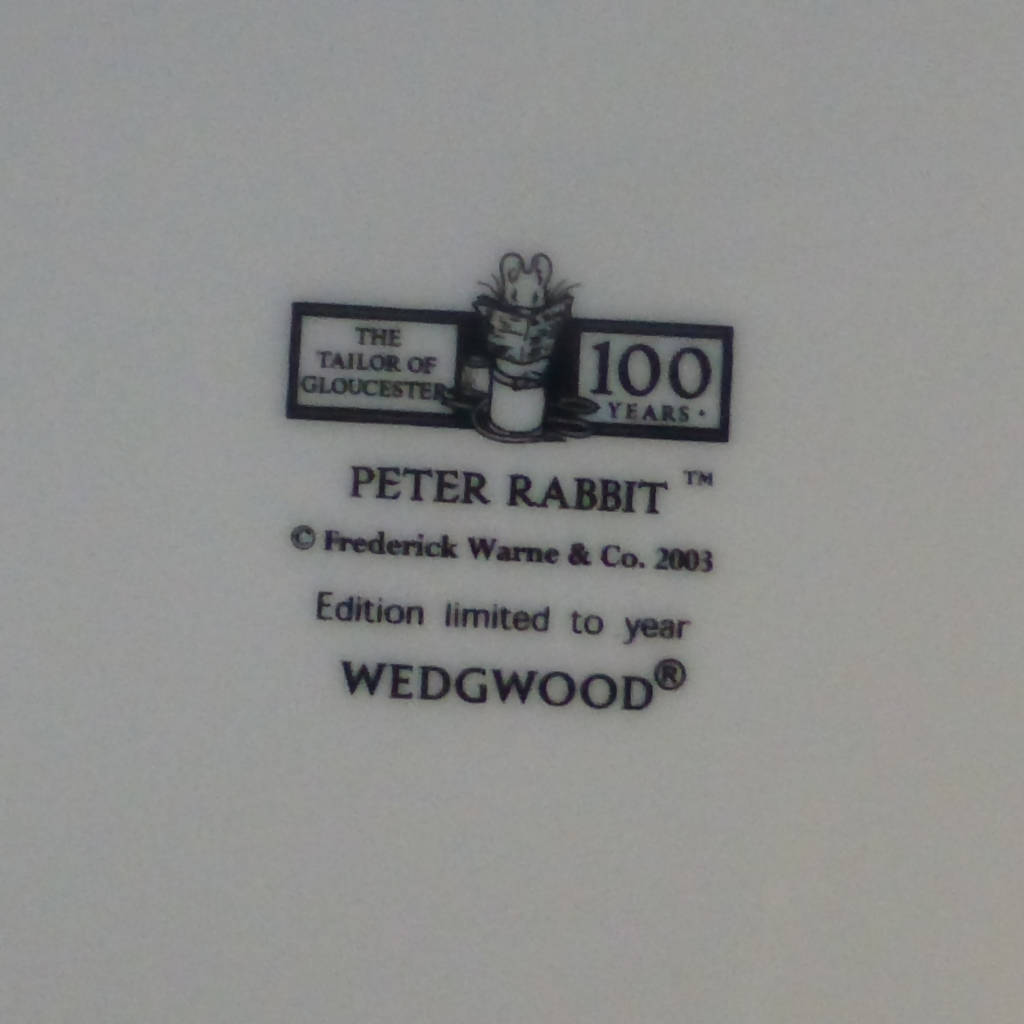 THE
TAILOR OF
GLOUCESTER
100
YEARS ·
PETER RABBIT ™
© Frederick Warne & Co. 2003
Edition limited to year
WEDGWOOD®